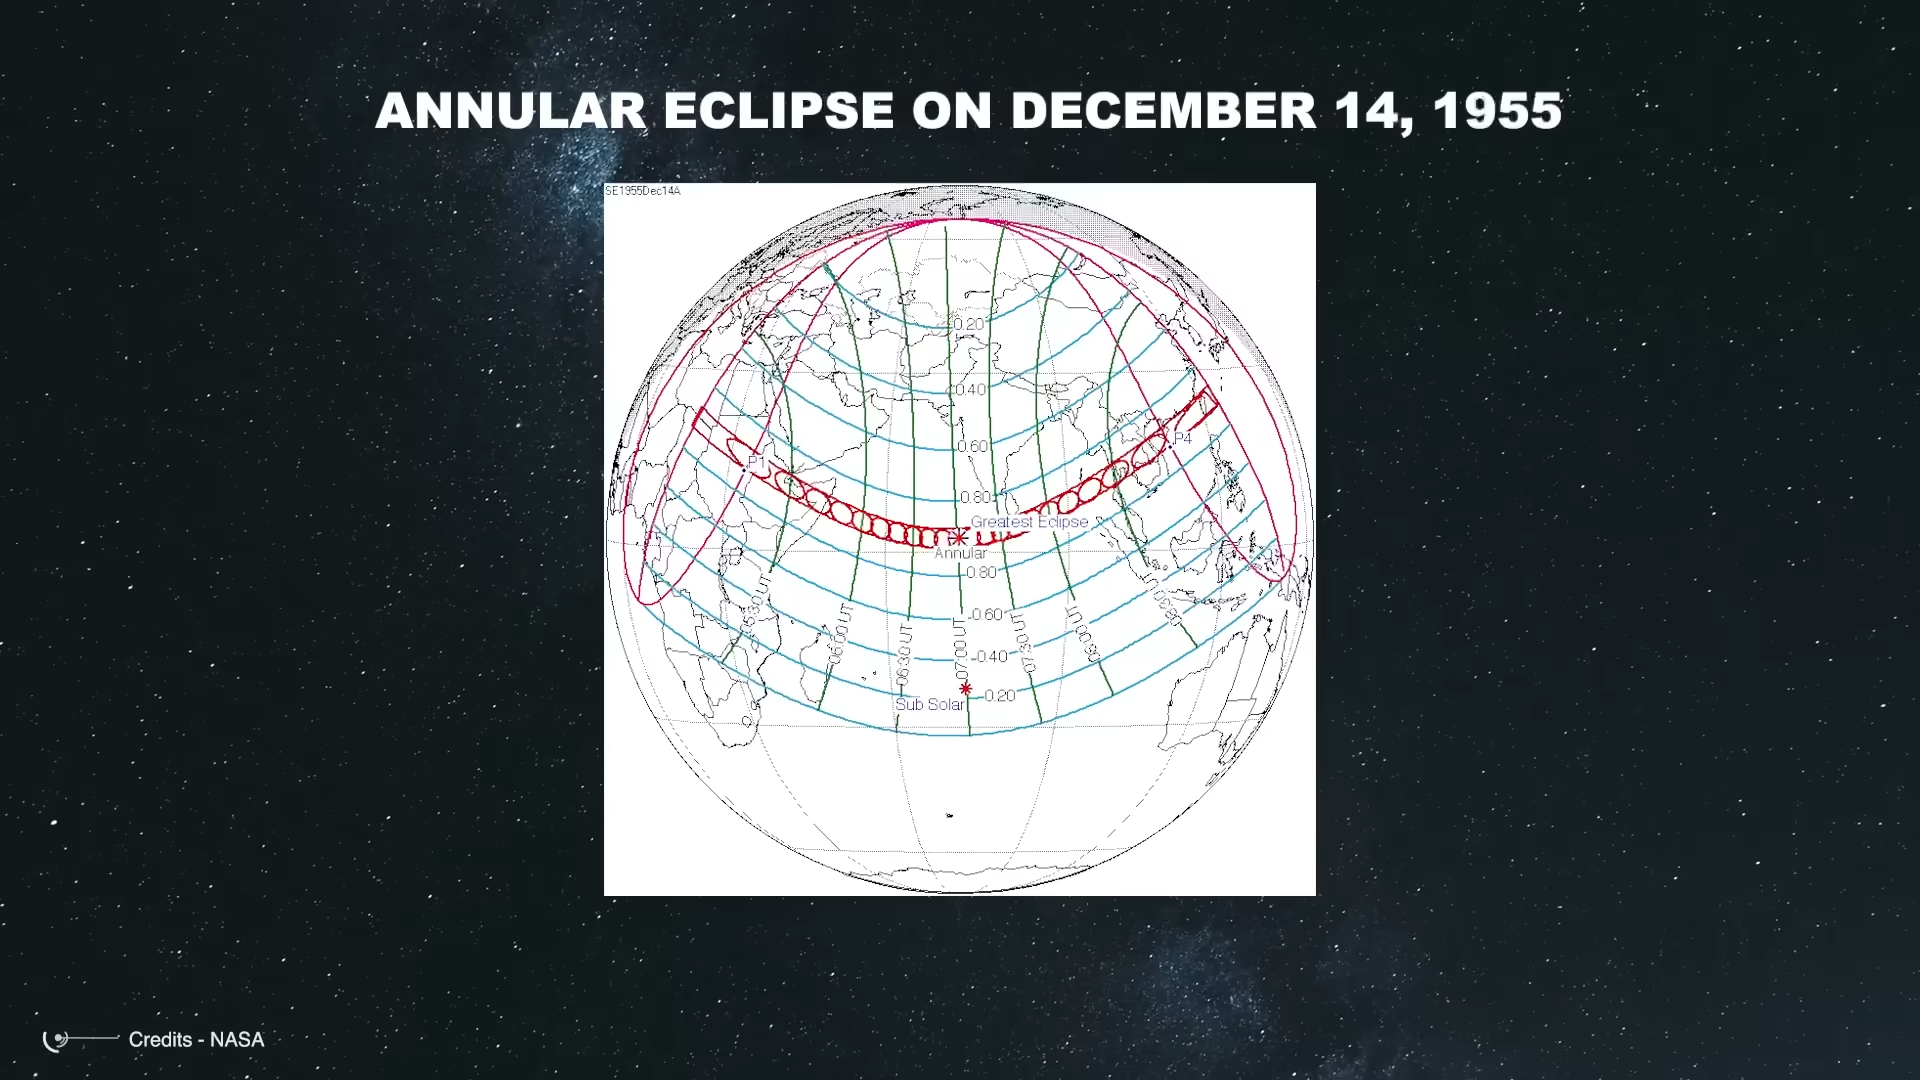 ANNULAR ECLIPSE ON DECEMBER 14, 1955
SE1955Dec14A
0.20
0.40
0.60
P4
P1
0.80
Greatest Eclipse
Annular
0.80
0.60
05:30 UT
06:00 UT
06:30 UT
07:00 UT
07:30 UT
08:00 UT
08:30 UT
0.40
0.20
Sub Solar
Credits - NASA